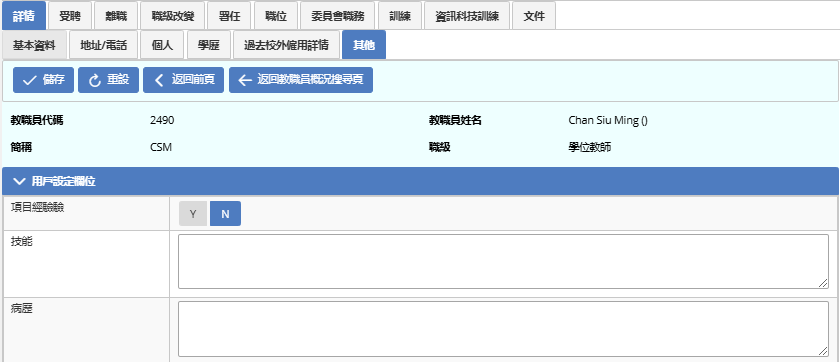 詳情 受聘 離職 職級改變 署任 職位 委員會職務 訓練 資訊科技訓練 文件
基本資料 地址/電話 個人 學歷 過去校外僱用詳情 其他
儲存 重設 返回前頁 返回教職員概況搜尋頁
教職員代碼 2490 教職員姓名 Chan Siu Ming ()
簡稱 CSM 職級 學位教師
用戶設定欄位
項目經驗驗 Y N
技能
病歷